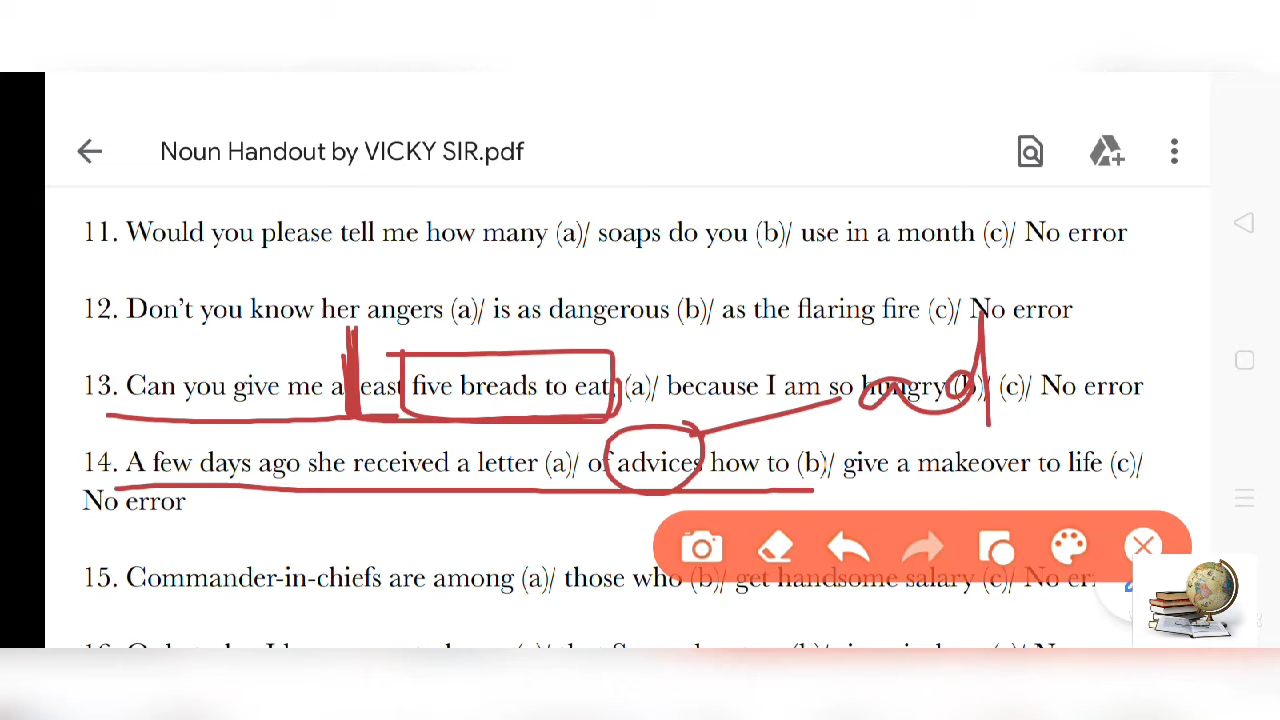 Noun Handout by VICKY SIR.pdf
11. Would you please tell me how many (a)/ soaps do you (b)/ use in a month (c)/ No error
12. Don't you know her angers (a)/ is as dangerous (b)/ as the flaring fire (c)/ No error
13. Can you give me at least five breads to eat (a)/ because I am so hungry (b)/ (c)/ No error
ad
14. A few days ago she received a letter (a)/ of advices how to (b)/ give a makeover to life (c)/
No error
15. Commander-in-chiefs are among (a)/ those who (b)/ get handsome salary (c)/ No er